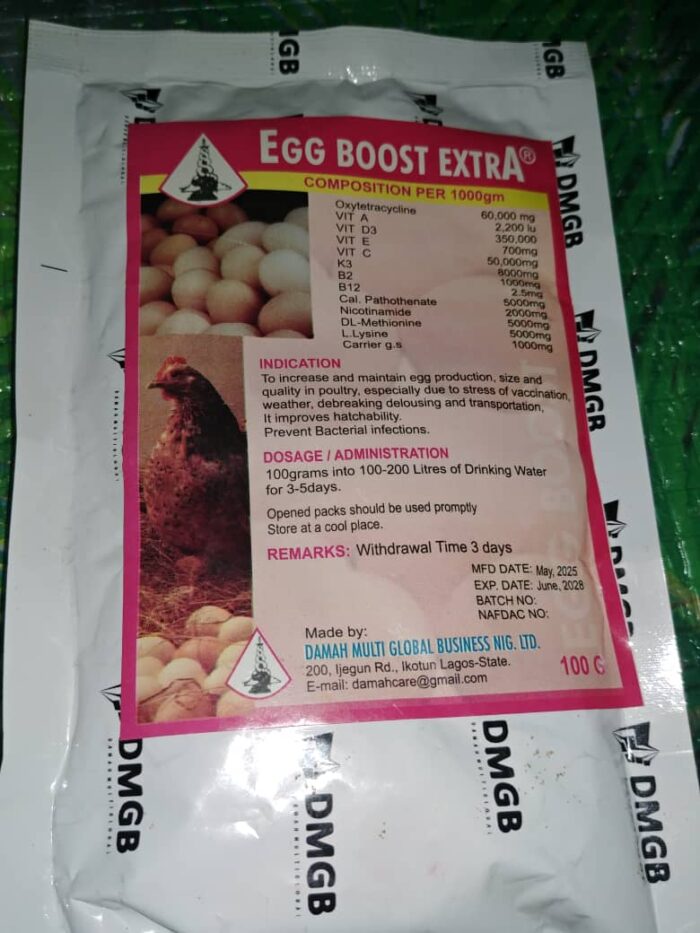 EGG BOOST EXTRA®
COMPOSITION PER 1000gm
Oxytetracycline 60,000 mg
VIT A 2,200 Iu
VIT D3 350,000
VIT E 700mg
VIT C 50,000mg
K3 8000mg
B2 1000mg
B12 2.5mg
Cal. Pathothenate 5000mg
Nicotinamide 2000mg
DL-Methionine 5000mg
L.Lysine 5000mg
Carrier g.s 1000mg
INDICATION
To increase and maintain egg production, size and
quality in poultry, especially due to stress of vaccination,
weather, debreaking delousing and transportation,
It improves hatchability.
Prevent Bacterial infections.
DOSAGE / ADMINISTRATION
100grams into 100-200 Litres of Drinking Water
for 3-5days.
Opened packs should be used promptly
Store at a cool place.
REMARKS: Withdrawal Time 3 days
MFD DATE: May, 2025
EXP. DATE: June, 2028
BATCH NO:
NAFDAC NO:
Made by:
DAMAH MULTI GLOBAL BUSINESS NIG. LTD.
200, Ijegun Rd., Ikotun Lagos-State.
E-mail: damahcare@gmail.com
100 G
EGG BOOST
DMGB
DMGB
DMGB
DMGB
DMGB
DMGB
DMGB